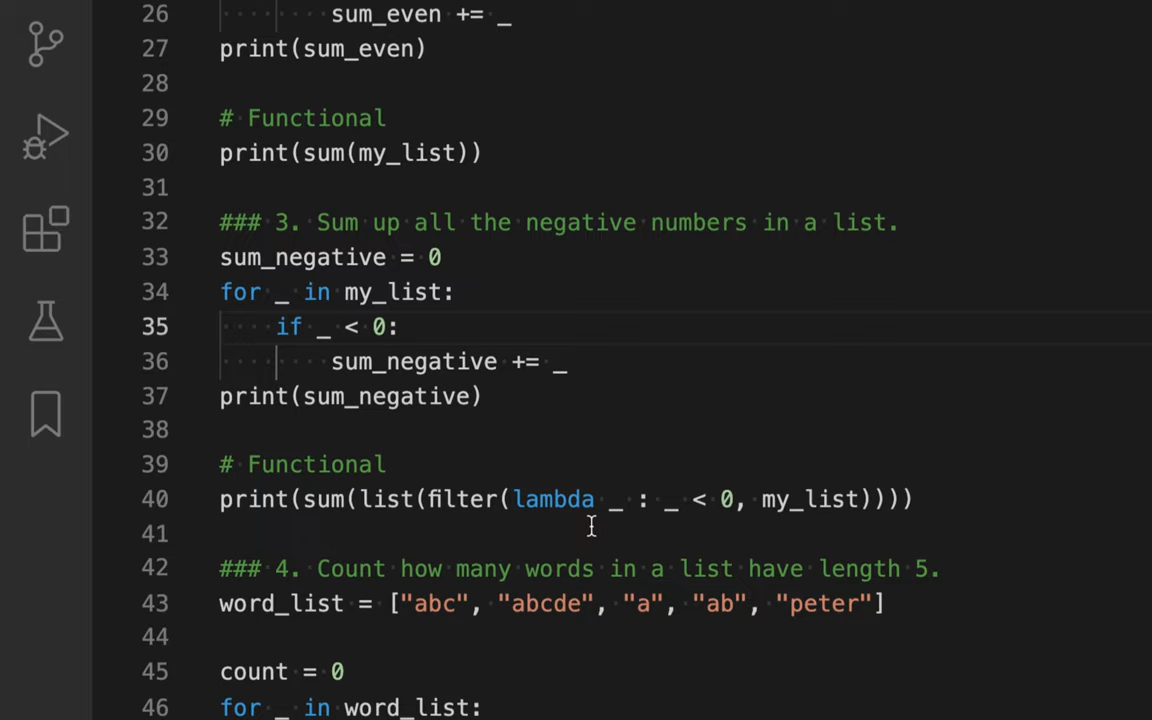 26 sum_even += _
27 print(sum_even)
28
29 # Functional
30 print(sum(my_list))
31
32 ### 3. Sum up all the negative numbers in a list.
33 sum_negative = 0
34 for _ in my_list:
35     if _ < 0:
36         sum_negative += _
37 print(sum_negative)
38
39 # Functional
40 print(sum(list(filter(lambda _ : _ < 0, my_list))))
41
42 ### 4. Count how many words in a list have length 5.
43 word_list = ["abc", "abcde", "a", "ab", "peter"]
44
45 count = 0
46 for _ in word_list: